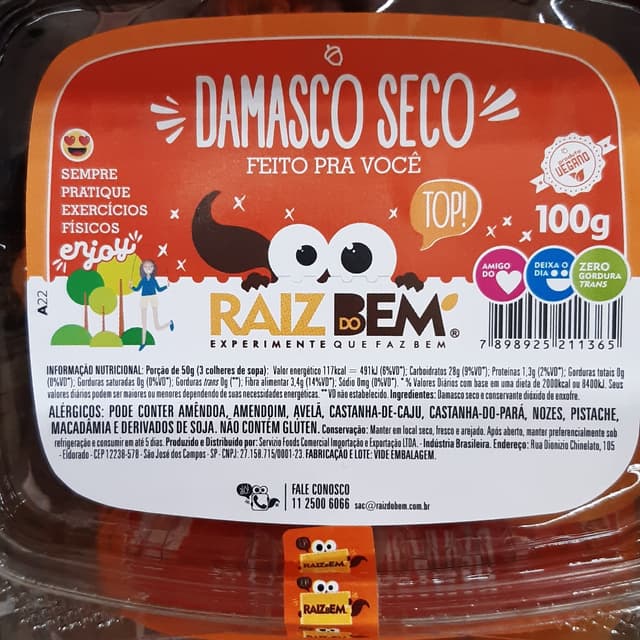 DAMASCO SECO
FEITO PRA VOCÊ
SEMPRE
PRATIQUE
EXERCÍCIOS
FÍSICOS
enjoy
TOP!
produto
VEGANO
100g
AMIGO
DO
DEIXA O
DIA
ZERO
GORDURA
TRANS
A22
RAIZ DO BEM®
EXPERIMENTE QUE FAZ BEM
7898925211365
INFORMAÇÃO NUTRICIONAL: Porção de 50g (3 colheres de sopa): Valor energético 117kcal = 491kJ (6%VD*); Carboidratos 28g (9%VD*); Proteínas 1,3g (2%VD*); Gorduras totais 0g
(0%VD*); Gorduras saturadas 0g (0%VD*); Gorduras trans 0g (**); Fibra alimentar 3,4g (14%VD*); Sódio 0mg (0%VD*). * % Valores Diários com base em uma dieta de 2000kcal ou 8400kJ. Seus
valores diários podem ser maiores ou menores dependendo de suas necessidades energéticas. ** VD não estabelecido. Ingredientes: Damasco seco e conservante dióxido de enxofre.
ALÉRGICOS: PODE CONTER AMÊNDOA, AMENDOIM, AVELÃ, CASTANHA-DE-CAJU, CASTANHA-DO-PARÁ, NOZES, PISTACHE,
MACADÂMIA E DERIVADOS DE SOJA. NÃO CONTÉM GLÚTEN. Conservação: Manter em local seco, fresco e arejado. Após aberto, manter preferencialmente sob
refrigeração e consumir em até 5 dias. Produzido e Distribuído por: Servizio Foods Comercial Importação e Exportação LTDA. - Indústria Brasileira. Endereço: Rua Dionizio Chinelato, 105
- Eldorado - CEP 12238-578 - São José dos Campos - SP - CNPJ: 27.158.715/0001-23. FABRICAÇÃO E LOTE: VIDE EMBALAGEM.
FALE CONOSCO
11 2500 6066 sac@raizdobem.com.br
RAIZ DO BEM
RAIZ DO BEM